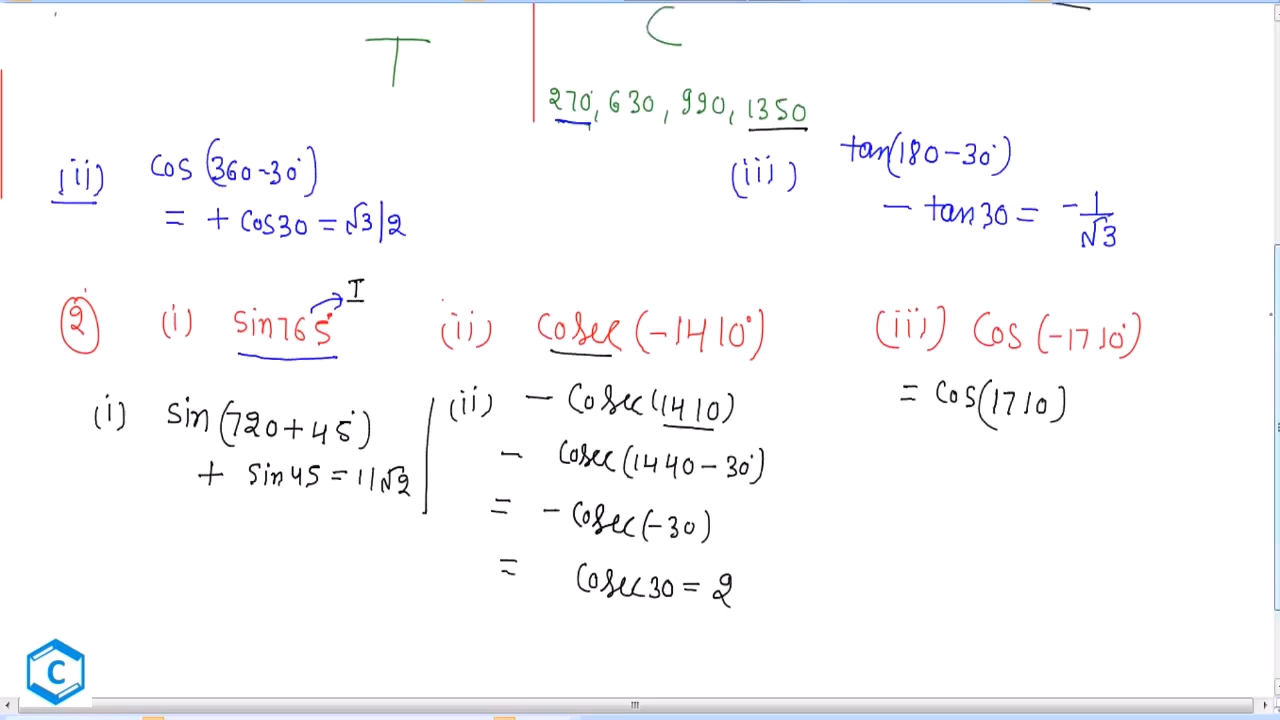 T C
270, 630, 990, 1350
(ii) cos (360-30°)
= + cos30 = √3/2
(iii) tan(180-30°)
- tan30 = -1/√3
② (i) sin765° I (ii) cosec (-1410°) (iii) cos (-1710°)
(i) sin (720+45°)
+ sin45 = 1/√2
(ii) - cosec(1410)
- cosec(1440-30°)
= - cosec(-30)
= cosec30 = 2
= cos(1710)
C